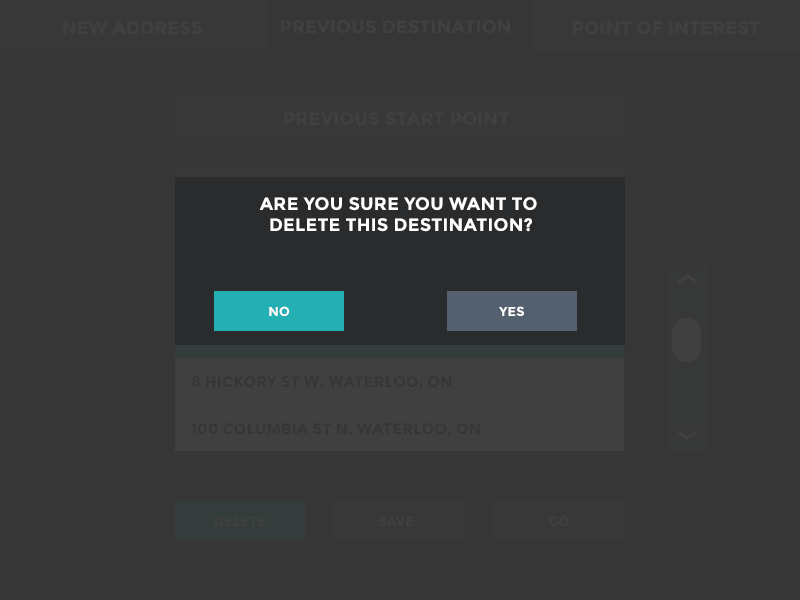 NEW ADDRESS
PREVIOUS DESTINATION
POINT OF INTEREST
PREVIOUS START POINT
ARE YOU SURE YOU WANT TO
DELETE THIS DESTINATION?
NO
YES
8 HICKORY ST W, WATERLOO, ON
100 COLUMBIA ST N, WATERLOO, ON
DELETE
SAVE
GO